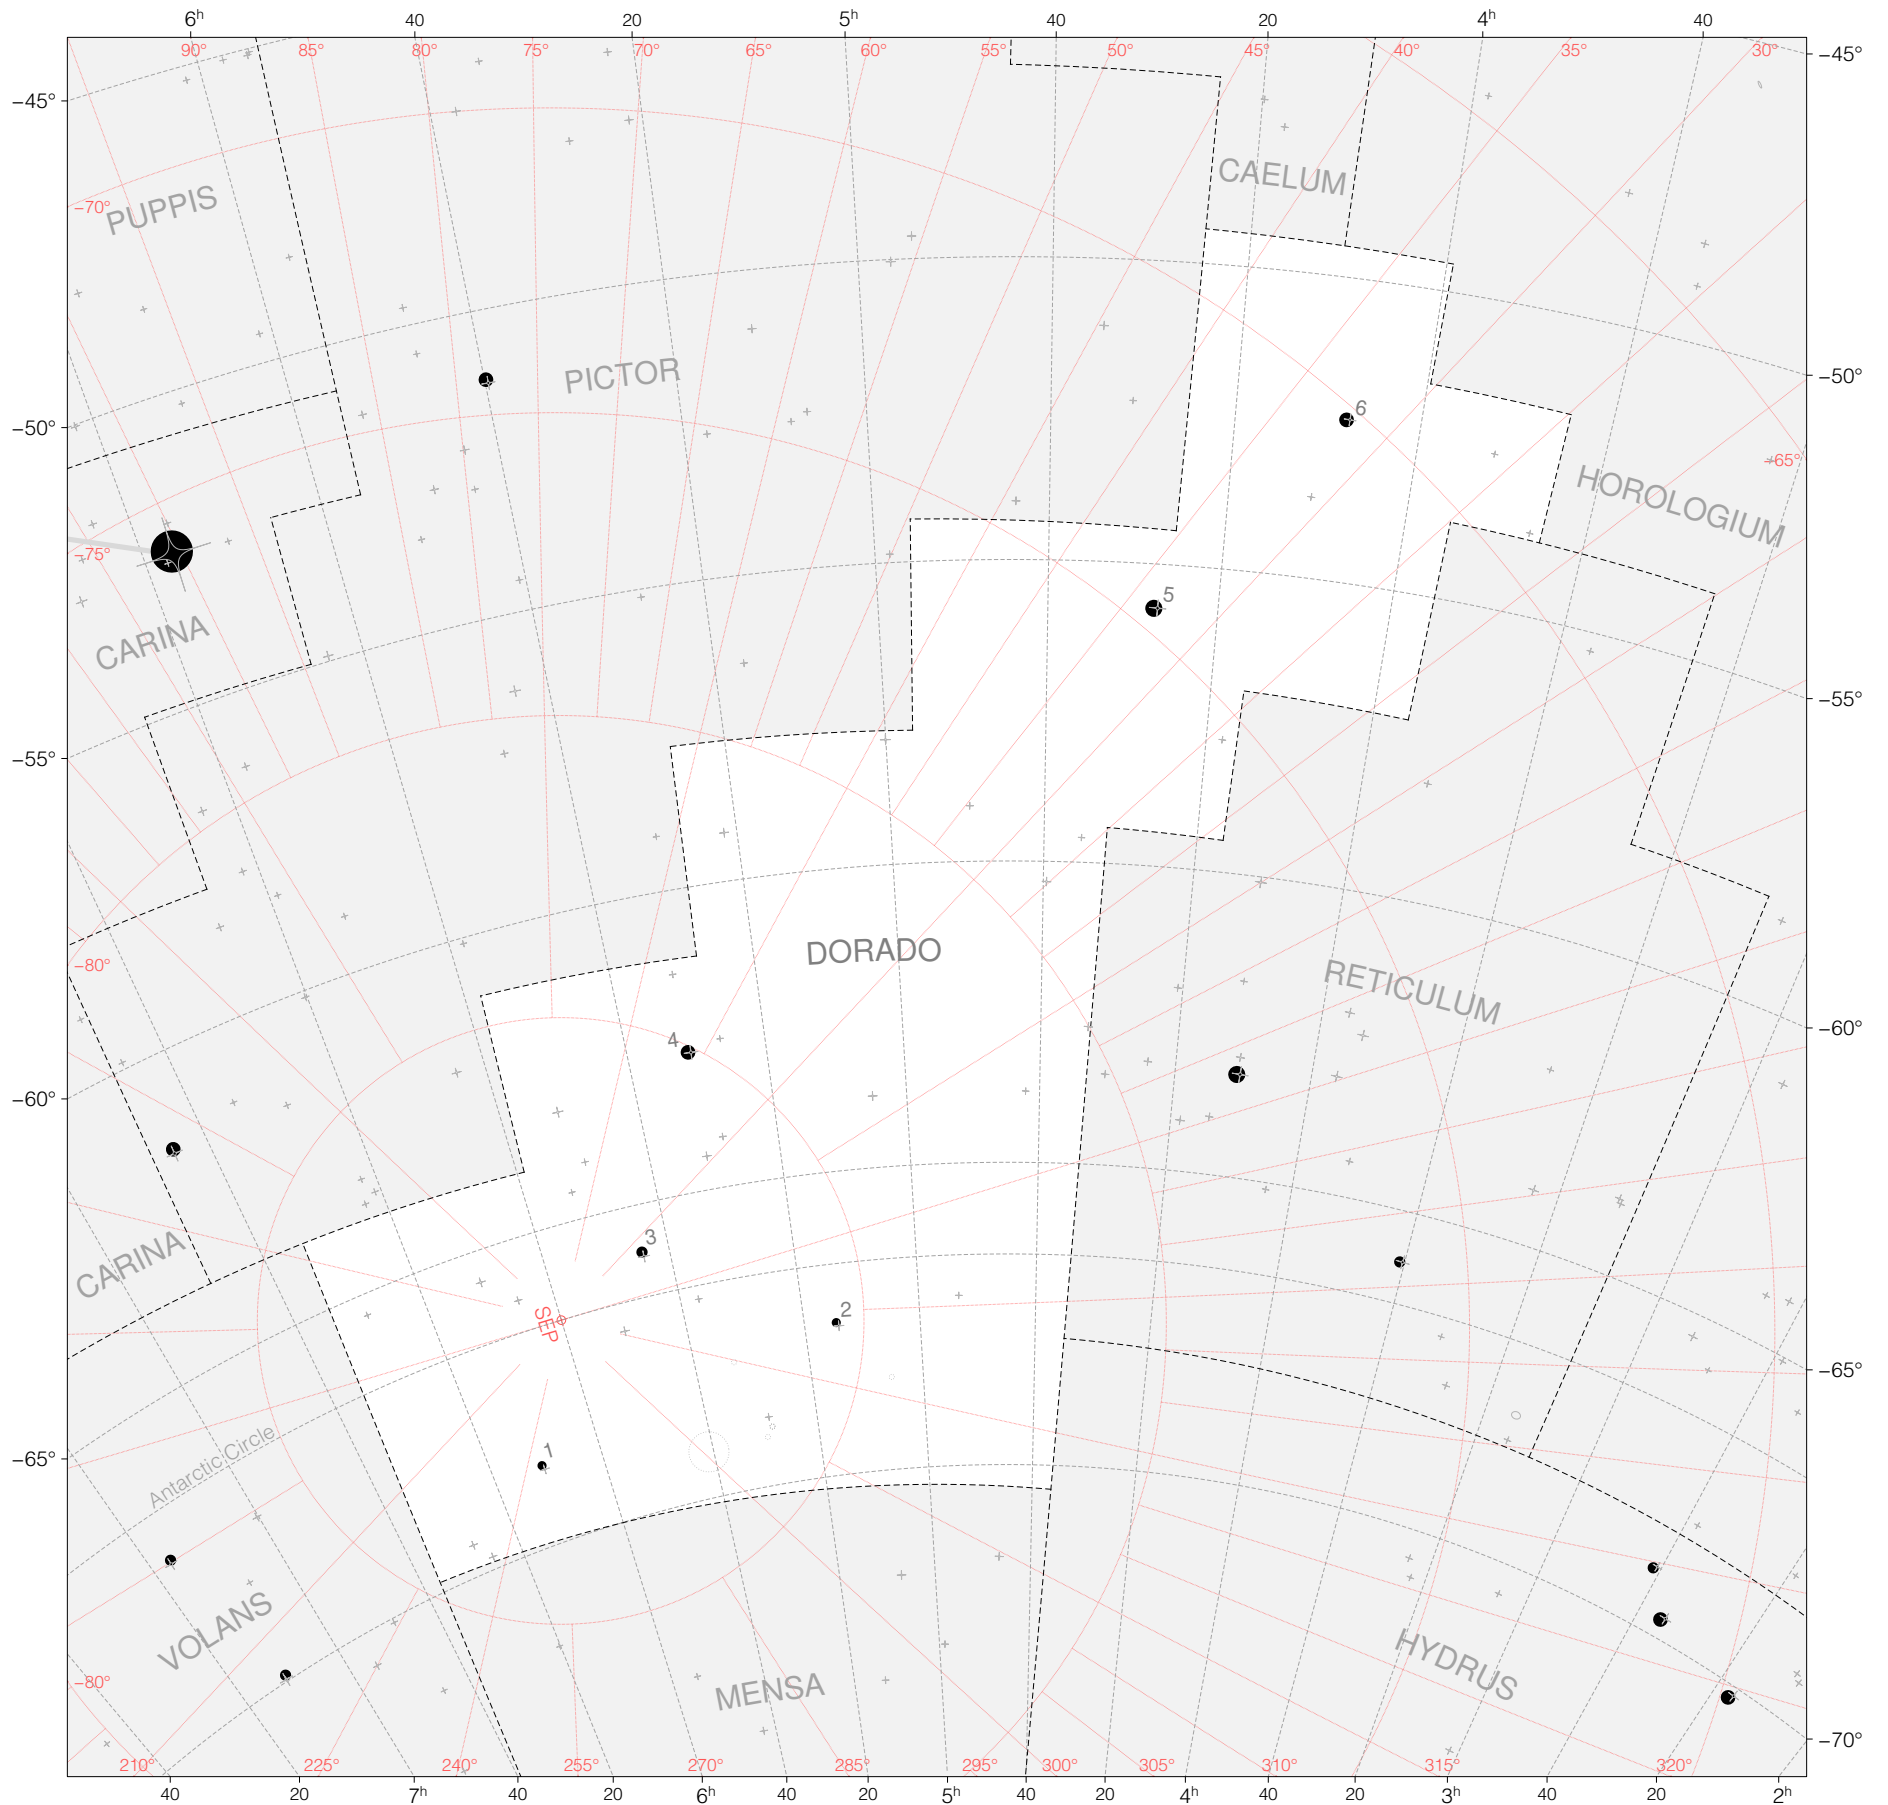 6h 40 20 5h 40 20 4h 40
90° 85° 80° 75° 70° 65° 60° 55° 50° 45° 40° 35° 30°
−45°
−45°
CAELUM
PUPPIS
−70°
PICTOR
−50°
6
−50°
−65°
HOROLOGIUM
−75°
5
CARINA
−55°
−55°
DORADO
−80°
RETICULUM
−60°
4
−60°
3
CARINA
SEP
2
−65°
1
Antarctic Circle
−65°
VOLANS
HYDRUS
MENSA
−80°
−70°
210° 225° 240° 255° 270° 285° 295° 300° 305° 310° 315° 320°
40 20 7h 40 20 6h 40 20 5h 40 20 4h 40 20 3h 40 20 2h